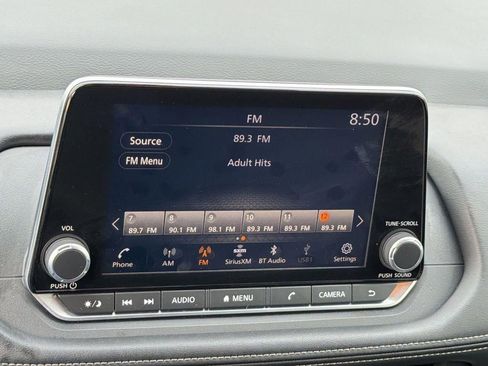 FM
8:50
Source
89.3 FM
FM Menu
Adult Hits
VOL
TUNE·SCROLL
7 8 9 10 11 12
89.7 FM 90.1 FM 98.1 FM 89.3 FM 89.3 FM 89.3 FM
Phone AM FM SiriusXM BT Audio USB1 Settings
PUSH
PUSH SOUND
AUDIO MENU CAMERA